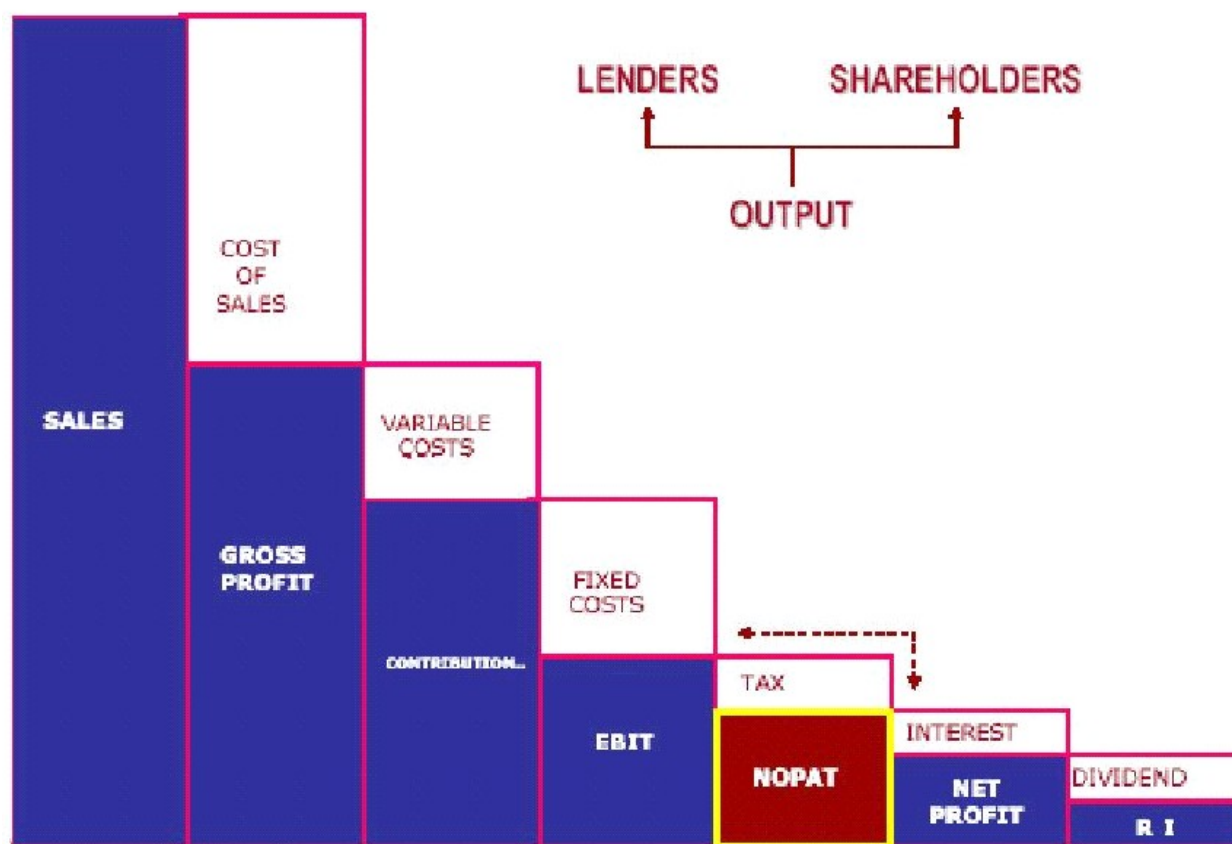 LENDERS SHAREHOLDERS
OUTPUT
COST
OF
SALES
SALES
VARIABLE
COSTS
GROSS
PROFIT
FIXED
COSTS
CONTRIBUTION...
TAX
EBIT
INTEREST
NOPAT
NET
PROFIT
DIVIDEND
R I